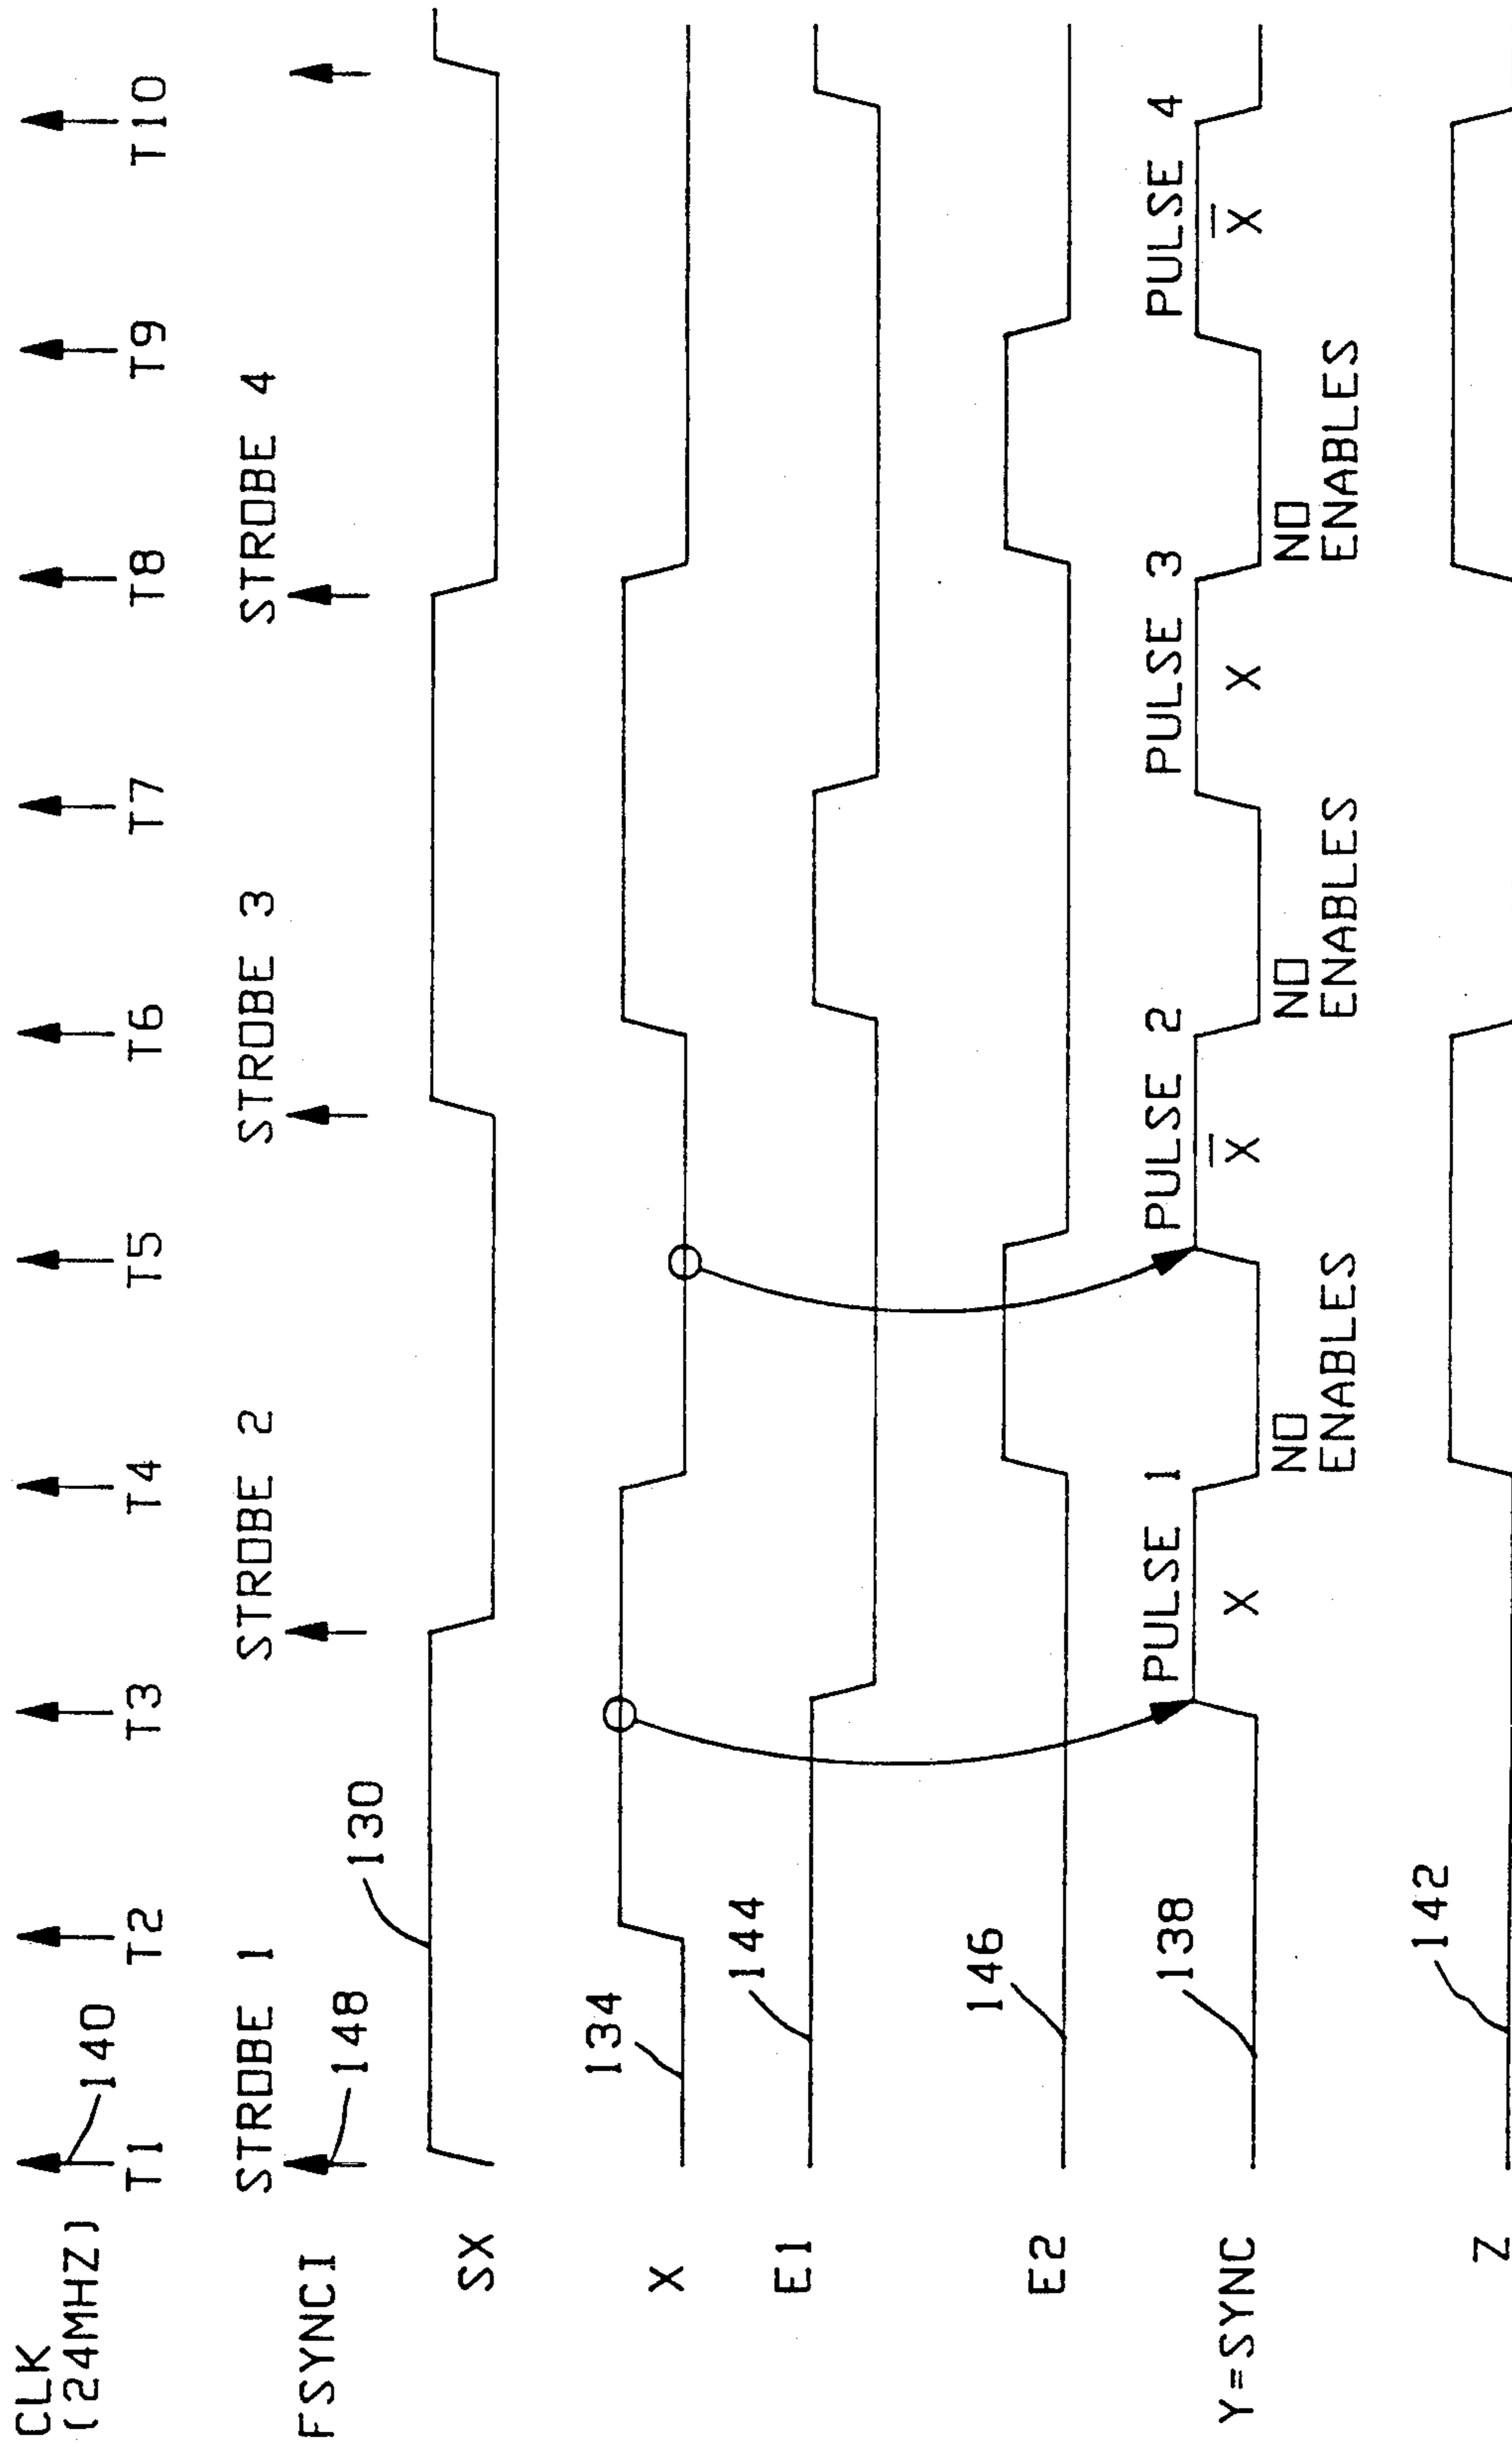 CLK
(24MHZ)
140
T1 T2 T3 T4 T5 T6 T7 T8 T9 T10
STROBE 1 STROBE 2 STROBE 3 STROBE 4
FSYNCI
148
SX
130
X
134
E1
144
E2
146
PULSE 1 PULSE 2 PULSE 3 PULSE 4
Y=SYNC
138
X X̅ X X̅
NO
ENABLES
NO
ENABLES
NO
ENABLES
Z
142